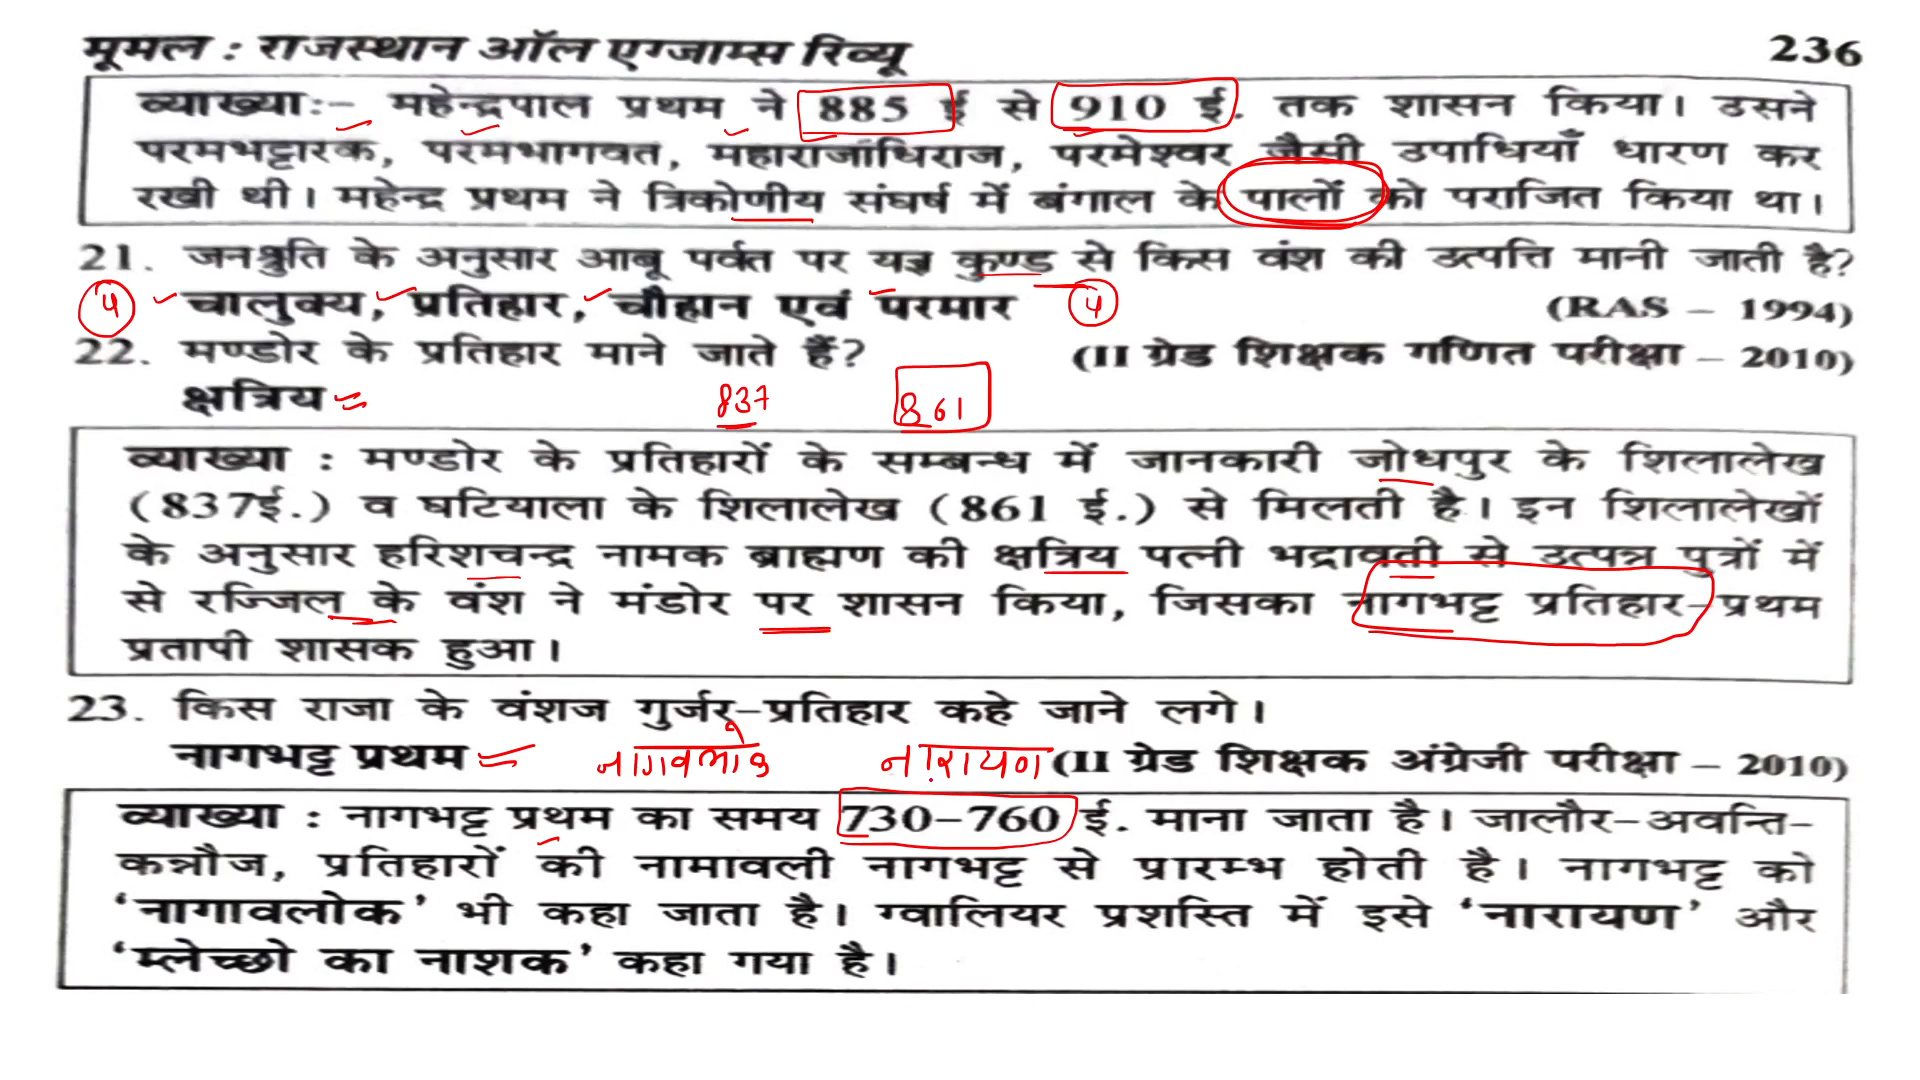 मूमल : राजस्थान ऑल एग्जाम्स रिव्यू 236
व्याख्याः- महेन्द्रपाल प्रथम ने 885 ई से 910 ई. तक शासन किया। उसने
परमभट्टारक, परमभागवत, महाराजाधिराज, परमेश्वर जैसी उपाधियाँ धारण कर
रखी थी। महेन्द्र प्रथम ने त्रिकोणीय संघर्ष में बंगाल के पालों को पराजित किया था।
21. जनश्रुति के अनुसार आबू पर्वत पर यज्ञ कुण्ड से किस वंश की उत्पत्ति मानी जाती है?
4 चालुक्य, प्रतिहार, चौहान एवं परमार 4 (RAS – 1994)
22. मण्डोर के प्रतिहार माने जाते हैं? (II ग्रेड शिक्षक गणित परीक्षा – 2010)
क्षत्रिय 837 861
व्याख्या : मण्डोर के प्रतिहारों के सम्बन्ध में जानकारी जोधपुर के शिलालेख
(837ई.) व घटियाला के शिलालेख (861 ई.) से मिलती है। इन शिलालेखों
के अनुसार हरिशचन्द्र नामक ब्राह्मण की क्षत्रिय पत्नी भद्रावती से उत्पन्न पुत्रों में
से रज्जिल के वंश ने मंडोर पर शासन किया, जिसका नागभट्ट प्रतिहार-प्रथम
प्रतापी शासक हुआ।
23. किस राजा के वंशज गुर्जर-प्रतिहार कहे जाने लगे।
नागभट्ट प्रथम नागवलोक नारायण (II ग्रेड शिक्षक अंग्रेजी परीक्षा – 2010)
व्याख्या : नागभट्ट प्रथम का समय 730-760 ई. माना जाता है। जालौर-अवन्ति-
कन्नौज, प्रतिहारों की नामावली नागभट्ट से प्रारम्भ होती है। नागभट्ट को
'नागावलोक' भी कहा जाता है। ग्वालियर प्रशस्ति में इसे 'नारायण' और
'म्लेच्छो का नाशक' कहा गया है।